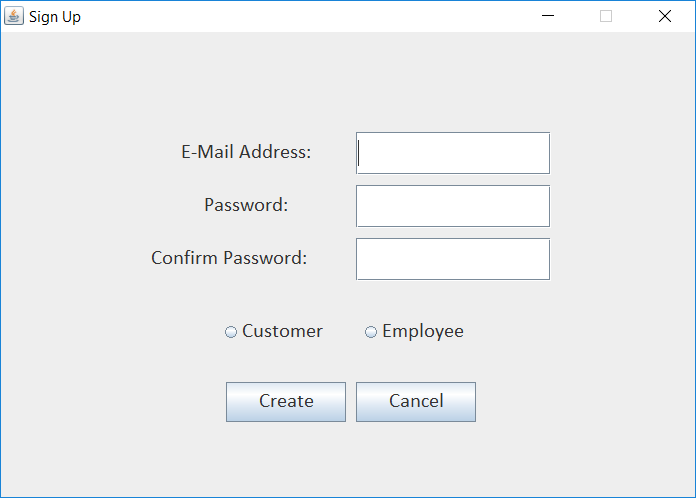 Sign Up
E-Mail Address:
Password:
Confirm Password:
Customer Employee
Create Cancel